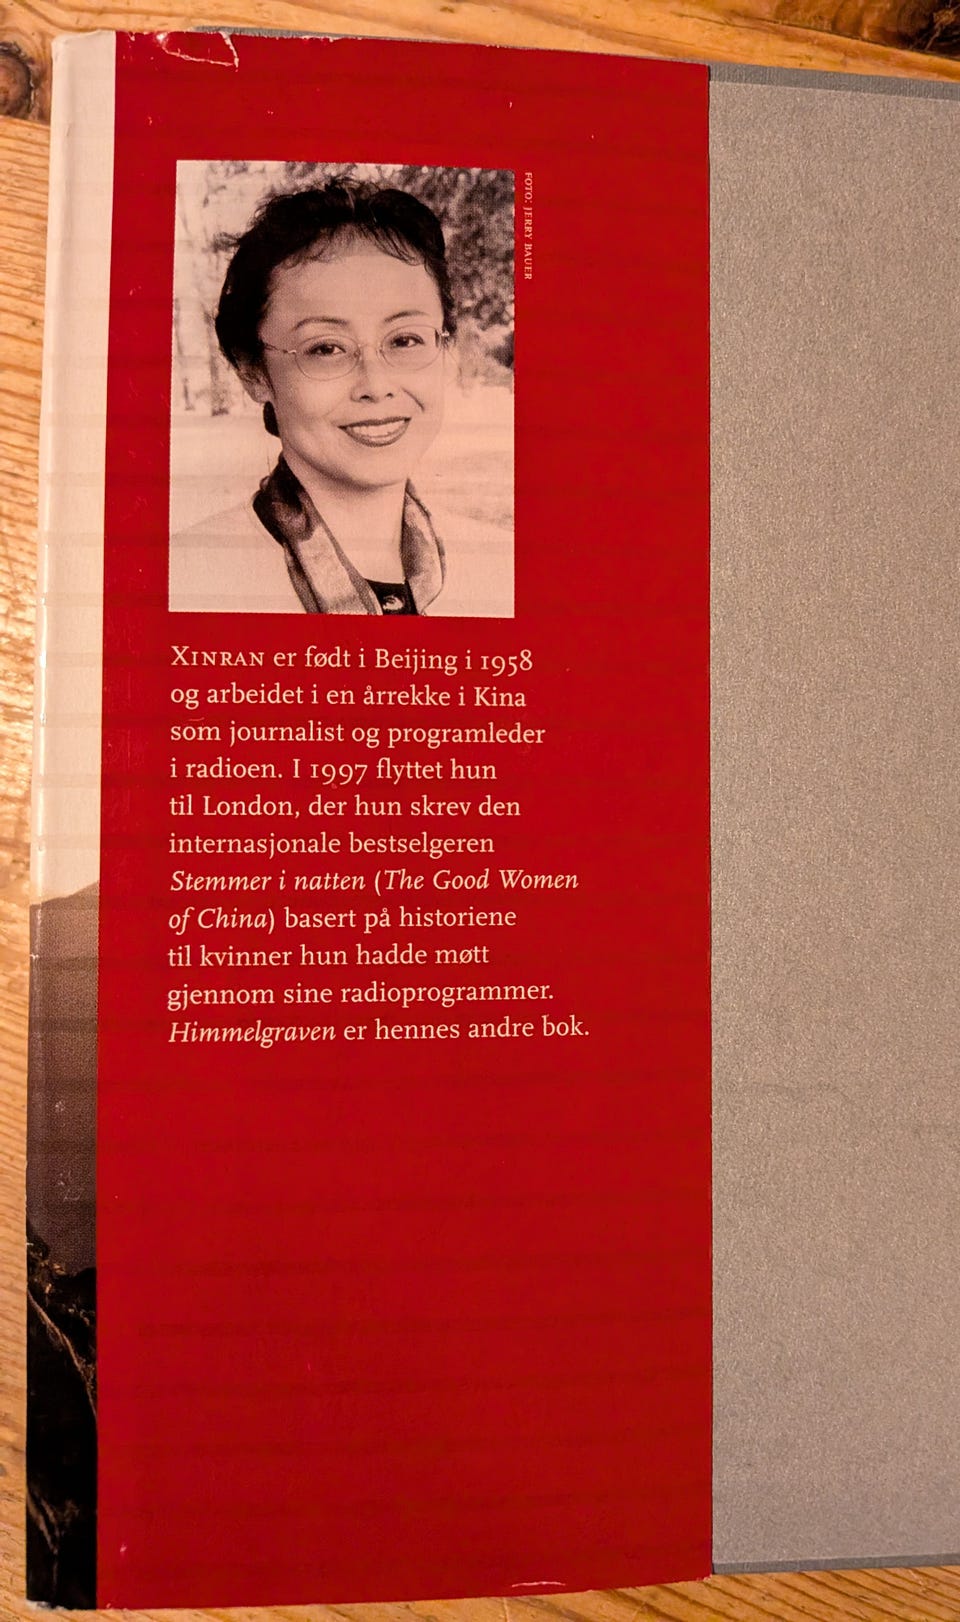 FOTO: JERRY BAUER
XINRAN er født i Beijing i 1958
og arbeidet i en årrekke i Kina
som journalist og programleder
i radioen. I 1997 flyttet hun
til London, der hun skrev den
internasjonale bestselgeren
Stemmer i natten (The Good Women
of China) basert på historiene
til kvinner hun hadde møtt
gjennom sine radioprogrammer.
Himmelgraven er hennes andre bok.